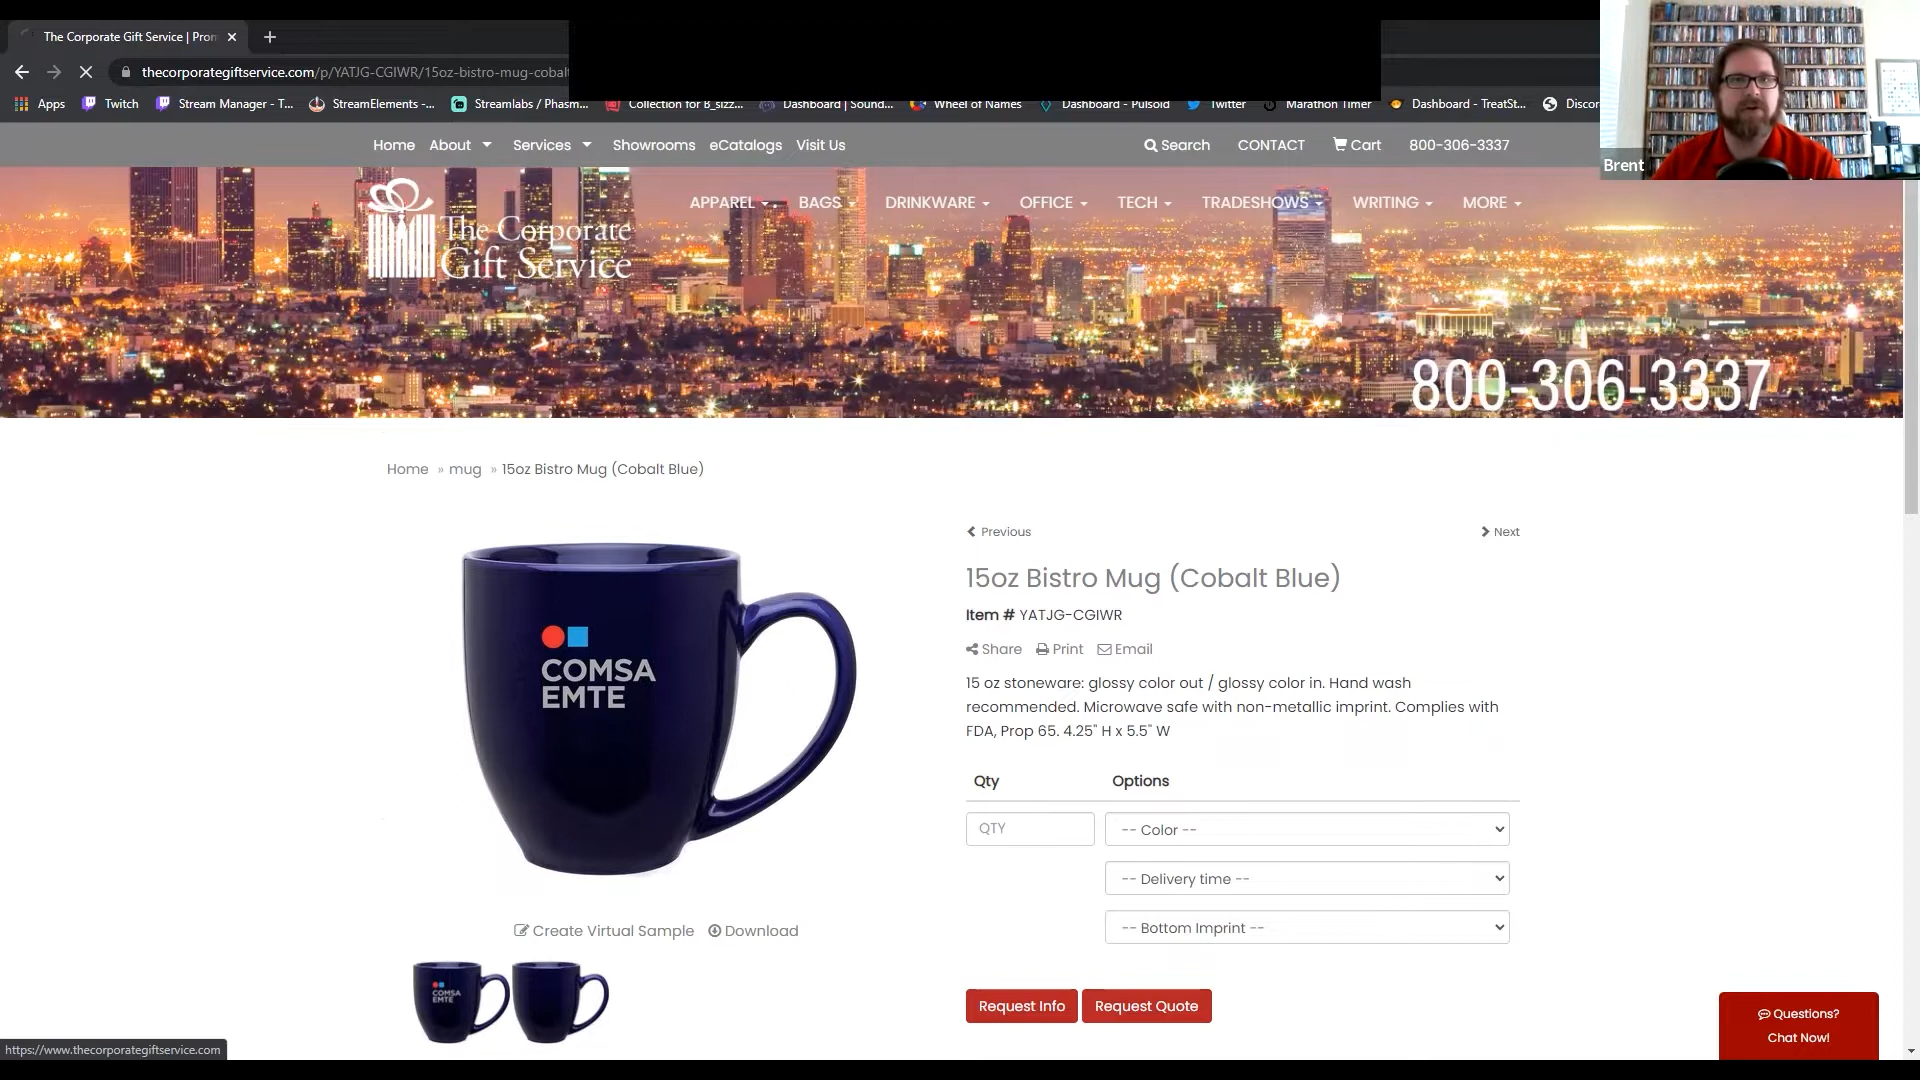 The Corporate Gift Service | Pron
thecorporategiftservice.com/p/YATJG-CGIWR/15oz-bistro-mug-cobalt
Apps Twitch Stream Manager - T... StreamElements -... Streamlabs / Phasm... Collection for B_sizz... Dashboard | Sound... Wheel of Names Dashboard - Pulsoid Twitter Marathon Timer Dashboard - TreatSt... Discor
Brent
Home About Services Showrooms eCatalogs Visit Us Search CONTACT Cart 800-306-3337
APPAREL BAGS DRINKWARE OFFICE TECH TRADESHOWS WRITING MORE
The Corporate
Gift Service
800-306-3337
Home » mug » 15oz Bistro Mug (Cobalt Blue)
Previous Next
15oz Bistro Mug (Cobalt Blue)
Item # YATJG-CGIWR
Share Print Email
15 oz stoneware: glossy color out / glossy color in. Hand wash
recommended. Microwave safe with non-metallic imprint. Complies with
FDA, Prop 65. 4.25" H x 5.5" W
COMSA
EMTE
Qty Options
QTY -- Color --
-- Delivery time --
-- Bottom Imprint --
Create Virtual Sample Download
COMSA
EMTE
Request Info Request Quote
Questions?
Chat Now!
https://www.thecorporategiftservice.com